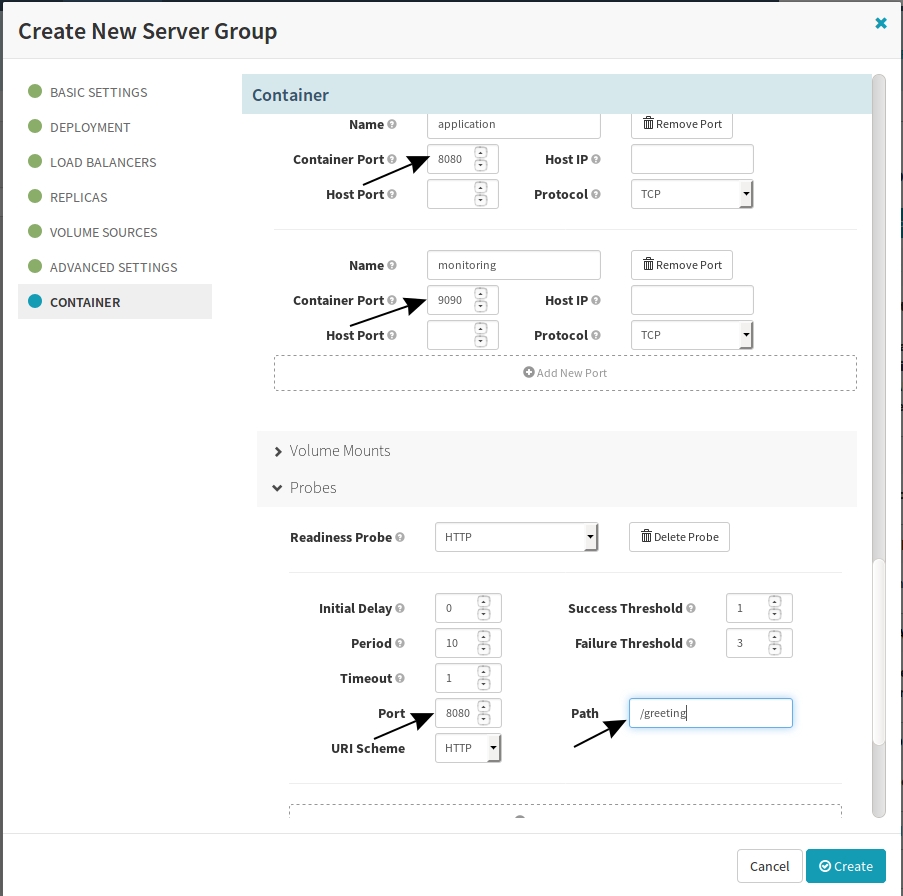 Create New Server Group
BASIC SETTINGS
DEPLOYMENT
LOAD BALANCERS
REPLICAS
VOLUME SOURCES
ADVANCED SETTINGS
CONTAINER
Container
Name application Remove Port
Container Port 8080 Host IP
Host Port Protocol TCP
Name monitoring Remove Port
Container Port 9090 Host IP
Host Port Protocol TCP
Add New Port
Volume Mounts
Probes
Readiness Probe HTTP Delete Probe
Initial Delay 0 Success Threshold 1
Period 10 Failure Threshold 3
Timeout 1
Port 8080 Path /greeting
URI Scheme HTTP
Cancel Create